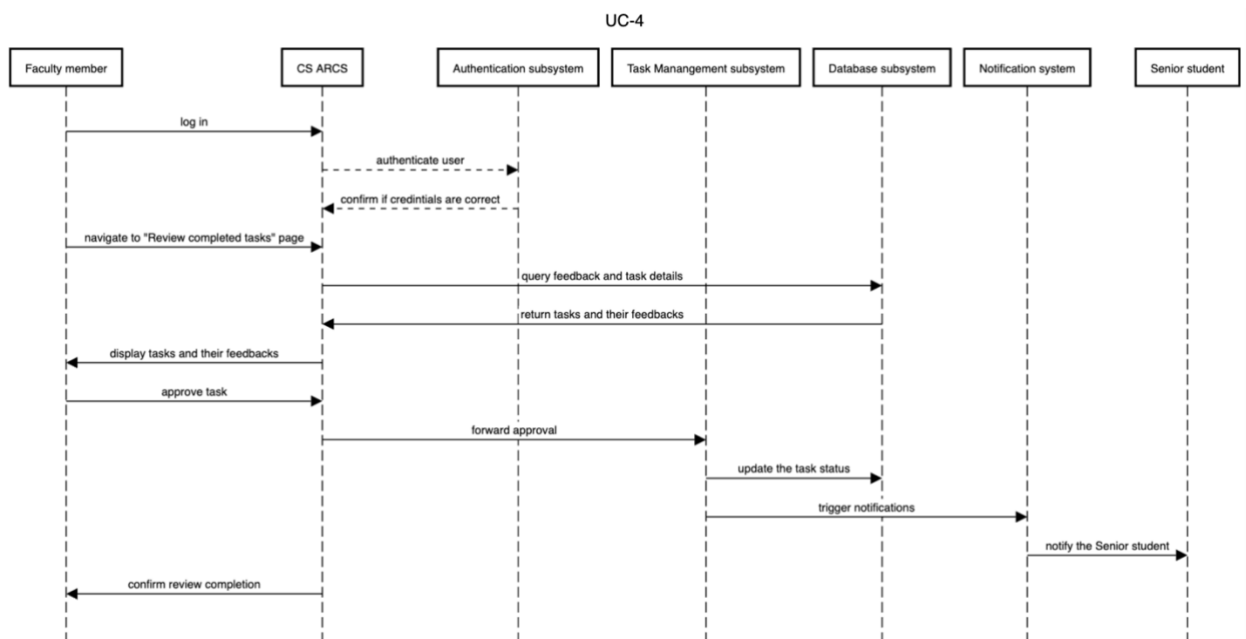 UC-4
Faculty member
CS ARCS
Authentication subsystem
Task Manangement subsystem
Database subsystem
Notification system
Senior student
log in
authenticate user
confirm if credintials are correct
navigate to "Review completed tasks" page
query feedback and task details
return tasks and their feedbacks
display tasks and their feedbacks
approve task
forward approval
update the task status
trigger notifications
notify the Senior student
confirm review completion